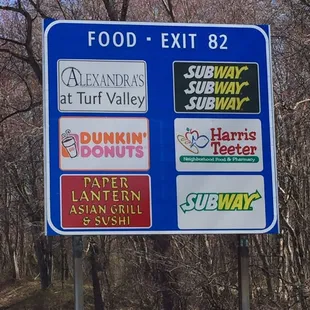 FOOD · EXIT 82
ALEXANDRA'S
at Turf Valley
SUBWAY
SUBWAY
SUBWAY
DUNKIN'
DONUTS
Harris
Teeter
Neighborhood Food & Pharmacy
PAPER
LANTERN
ASIAN GRILL
& SUSHI
SUBWAY